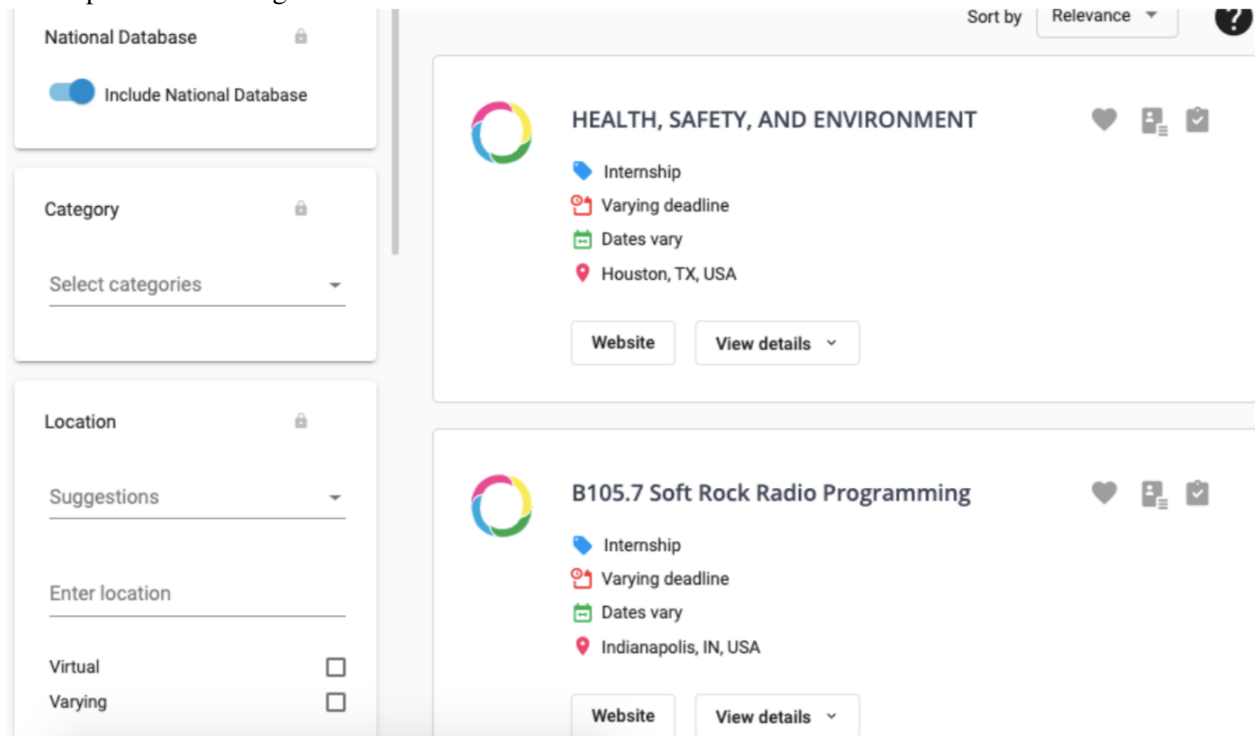 Sort by Relevance
National Database
Include National Database
Category
Select categories
Location
Suggestions
Enter location
Virtual
Varying
HEALTH, SAFETY, AND ENVIRONMENT
Internship
Varying deadline
Dates vary
Houston, TX, USA
Website View details
B105.7 Soft Rock Radio Programming
Internship
Varying deadline
Dates vary
Indianapolis, IN, USA
Website View details